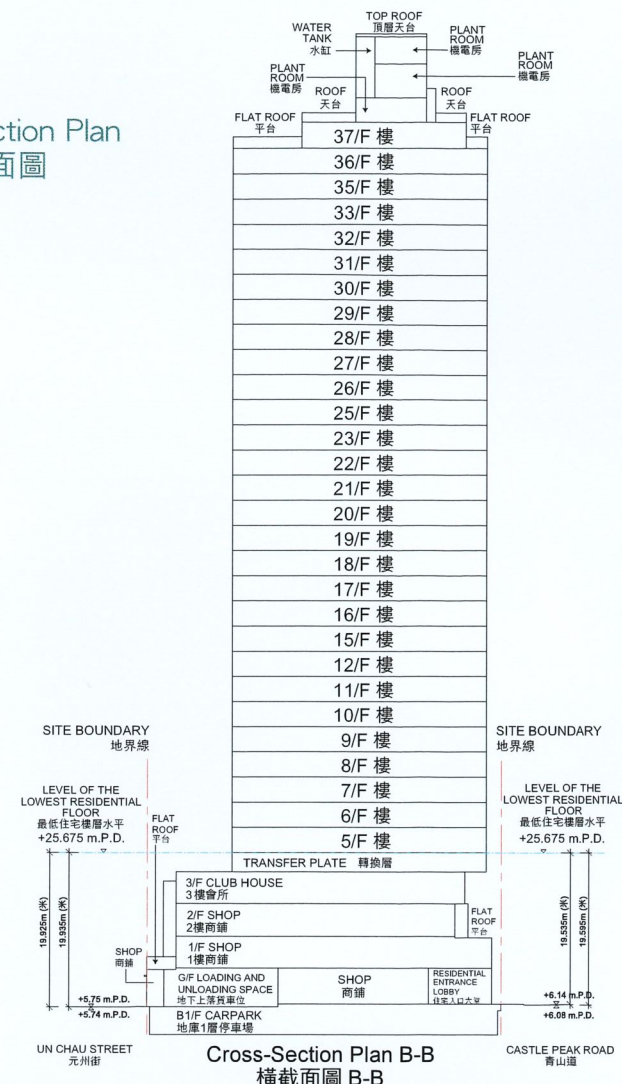 TOP ROOF
頂層天台
WATER
TANK
水缸
PLANT
ROOM
機電房
PLANT
ROOM
機電房
PLANT
ROOM
機電房
ROOF
天台
ROOF
天台
FLAT ROOF
平台
FLAT ROOF
平台
ction Plan
面圖
37/F 樓
36/F 樓
35/F 樓
33/F 樓
32/F 樓
31/F 樓
30/F 樓
29/F 樓
28/F 樓
27/F 樓
26/F 樓
25/F 樓
23/F 樓
22/F 樓
21/F 樓
20/F 樓
19/F 樓
18/F 樓
17/F 樓
16/F 樓
15/F 樓
12/F 樓
11/F 樓
10/F 樓
9/F 樓
8/F 樓
7/F 樓
6/F 樓
5/F 樓
TRANSFER PLATE 轉換層
SITE BOUNDARY
地界線
LEVEL OF THE
LOWEST RESIDENTIAL
FLOOR
最低住宅樓層水平
+25.675 m.P.D.
FLAT
ROOF
平台
19.925m (米)
19.935m (米)
SHOP
商鋪
+5.75 m.P.D.
+5.74 m.P.D.
UN CHAU STREET
元州街
3/F CLUB HOUSE
3樓會所
2/F SHOP
2樓商鋪
FLAT
ROOF
平台
1/F SHOP
1樓商鋪
G/F LOADING AND
UNLOADING SPACE
地下上落貨車位
SHOP
商鋪
RESIDENTIAL
ENTRANCE
LOBBY
住宅入口大堂
B1/F CARPARK
地庫1層停車場
SITE BOUNDARY
地界線
LEVEL OF THE
LOWEST RESIDENTIAL
FLOOR
最低住宅樓層水平
+25.675 m.P.D.
19.535m (米)
19.595m (米)
+6.14 m.P.D.
+6.08 m.P.D.
CASTLE PEAK ROAD
青山道
Cross-Section Plan B-B
橫截面圖 B-B